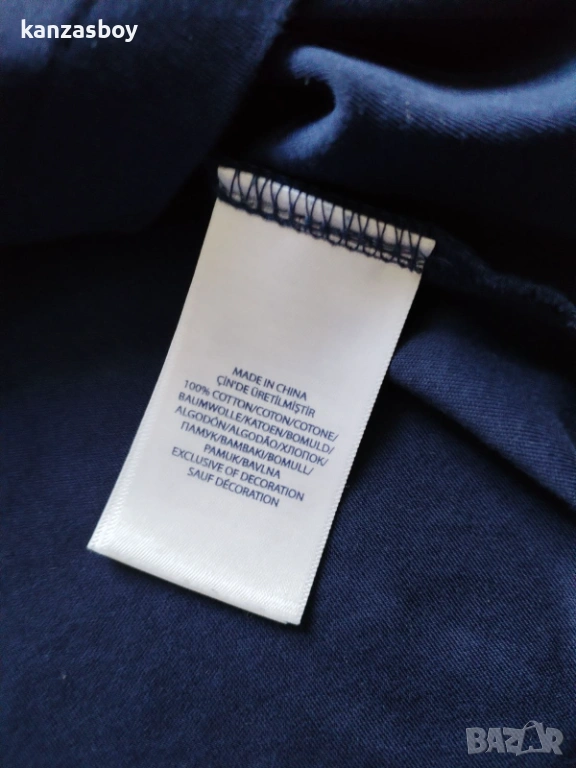 kanzasboy
MADE IN CHINA
ÇİN'DE ÜRETİLMİŞTİR
100% COTTON/COTON/COTONE/
BAUMWOLLE/KATOEN/BOMULD/
ALGODÓN/ALGODÃO/ХЛОПОК/
ПАМУК/ΒΑΜΒΑΚΙ/BOMULL/
PAMUK/BAVLNA
EXCLUSIVE OF DECORATION
SAUF DÉCORATION
BAZAR